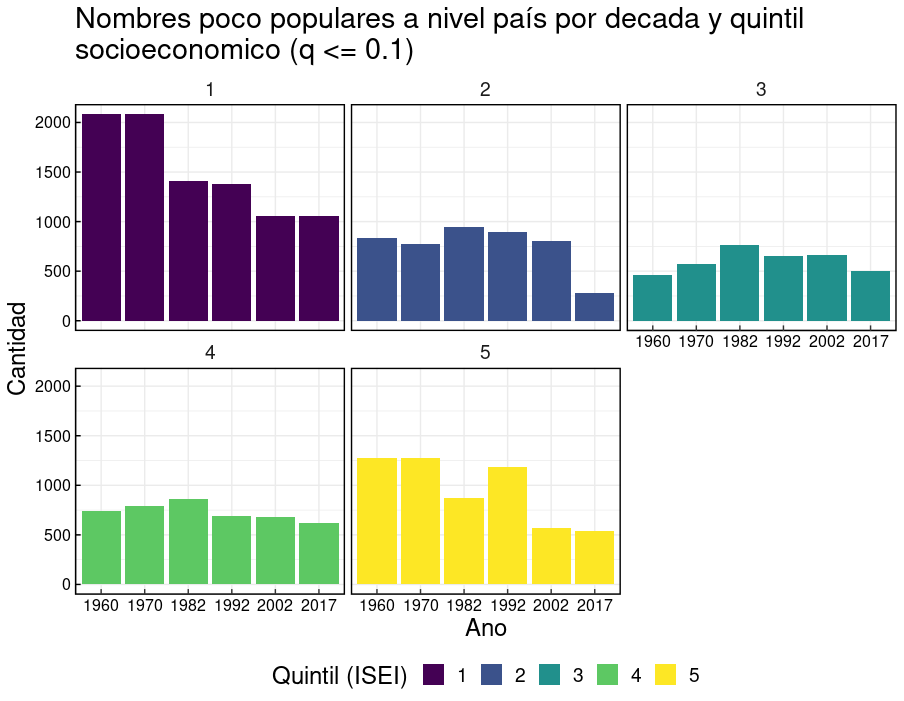 Nombres poco populares a nivel país por decada y quintil
socioeconomico (q <= 0.1)
1 2 3
2000
1500
1000
500
0
1960 1970 1982 1992 2002 2017
Cantidad
4 5
2000
1500
1000
500
0
1960 1970 1982 1992 2002 2017 1960 1970 1982 1992 2002 2017
Ano
Quintil (ISEI) 1 2 3 4 5